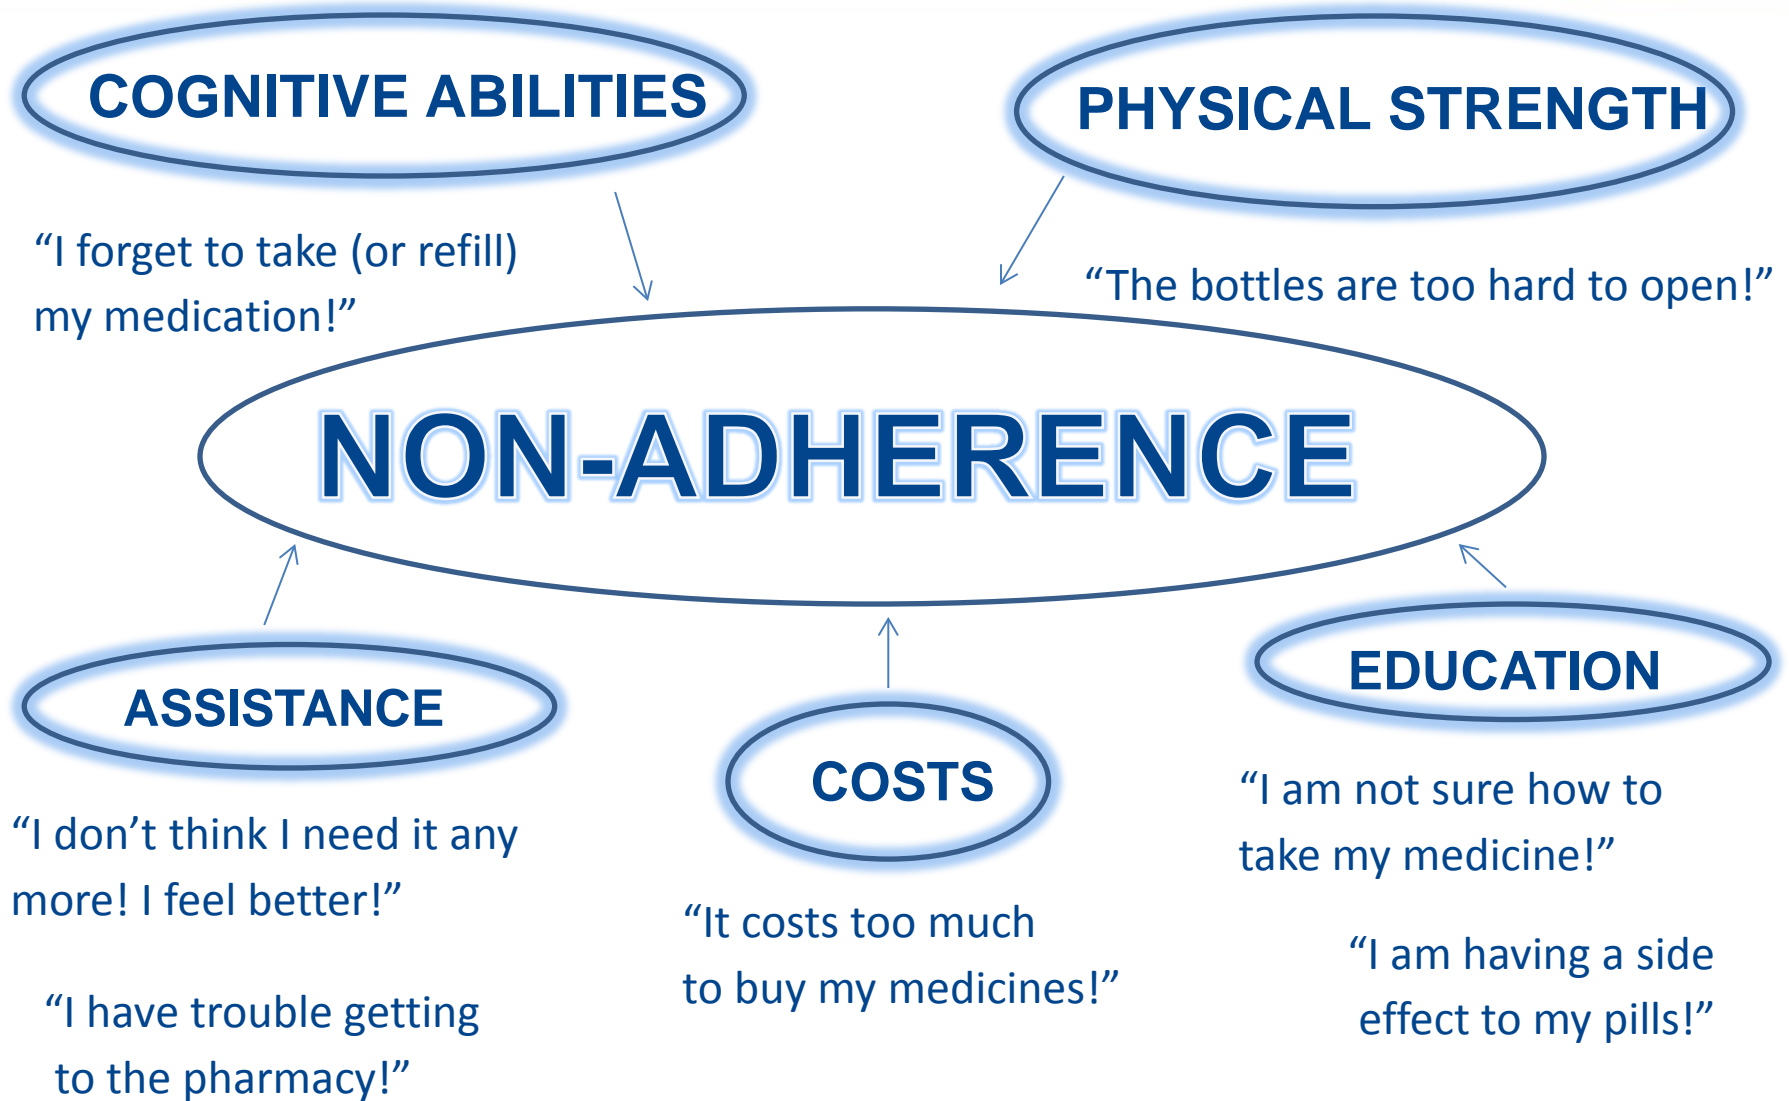 COGNITIVE ABILITIES
PHYSICAL STRENGTH
“I forget to take (or refill)
my medication!”
“The bottles are too hard to open!”
NON-ADHERENCE
ASSISTANCE
“I don’t think I need it any
more! I feel better!”
“I have trouble getting
to the pharmacy!”
COSTS
“It costs too much
to buy my medicines!”
EDUCATION
“I am not sure how to
take my medicine!”
“I am having a side
effect to my pills!”